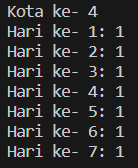 Kota ke- 4
Hari ke- 1: 1
Hari ke- 2: 1
Hari ke- 3: 1
Hari ke- 4: 1
Hari ke- 5: 1
Hari ke- 6: 1
Hari ke- 7: 1